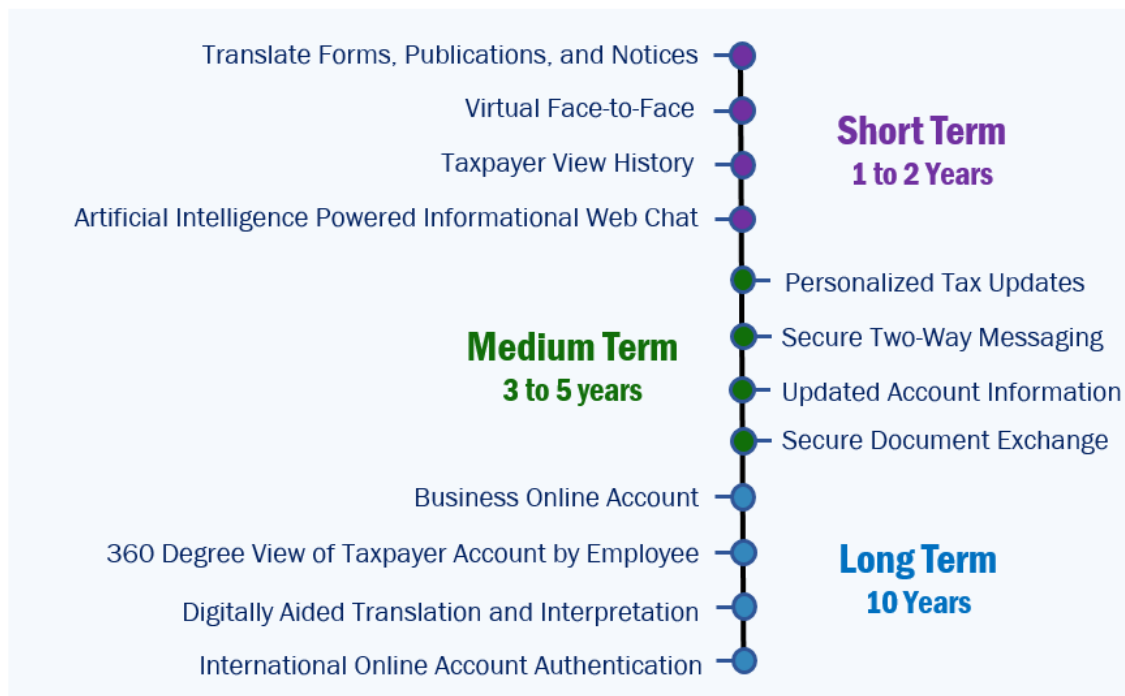 Translate Forms, Publications, and Notices
Virtual Face-to-Face
Taxpayer View History
Artificial Intelligence Powered Informational Web Chat
Short Term
1 to 2 Years
Personalized Tax Updates
Secure Two-Way Messaging
Updated Account Information
Secure Document Exchange
Medium Term
3 to 5 years
Business Online Account
360 Degree View of Taxpayer Account by Employee
Digitally Aided Translation and Interpretation
International Online Account Authentication
Long Term
10 Years